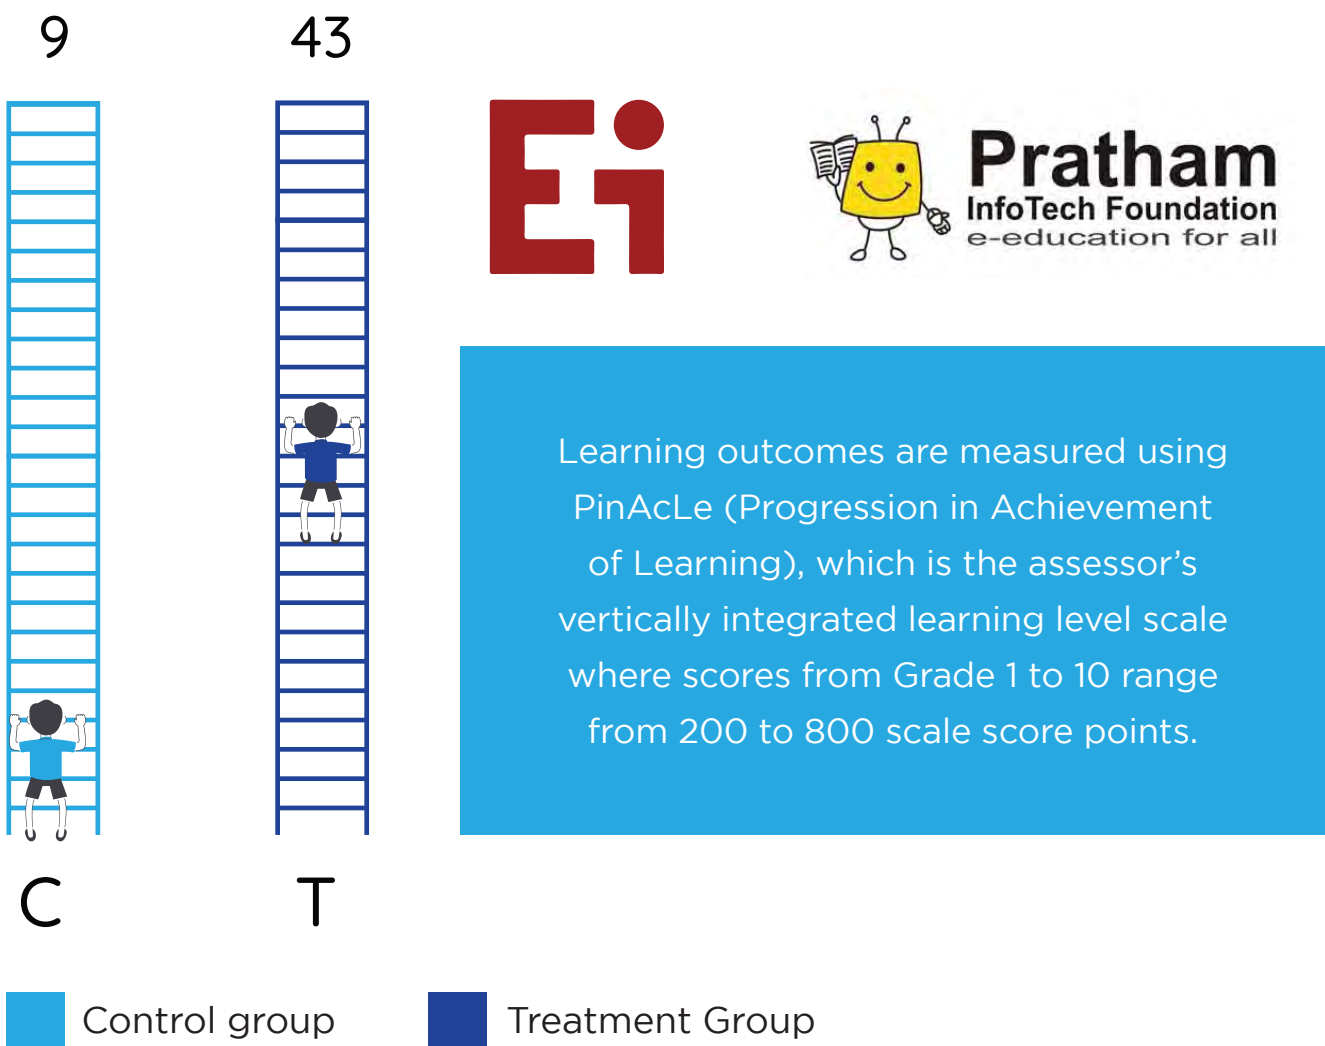 9
43
Ei
Pratham
InfoTech Foundation
e-education for all
Learning outcomes are measured using
PinAcLe (Progression in Achievement
of Learning), which is the assessor’s
vertically integrated learning level scale
where scores from Grade 1 to 10 range
from 200 to 800 scale score points.
C
T
Control group
Treatment Group